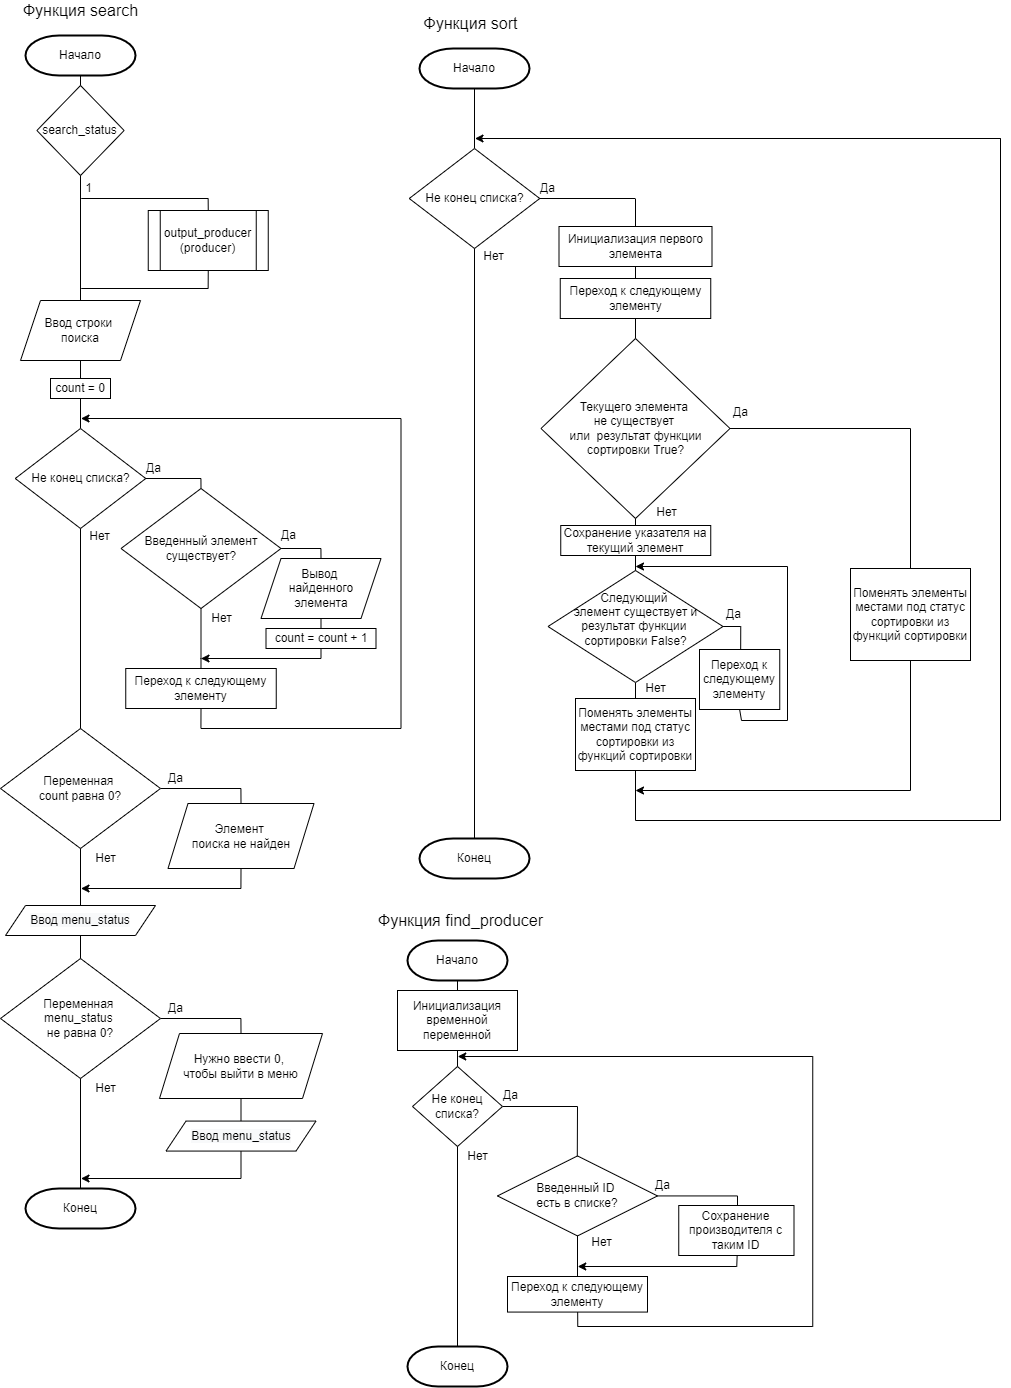 Функция search
Начало
search_status
1
output_producer
(producer)
Ввод строки
поиска
count = 0
Не конец списка?
Да
Нет
Введенный элемент
существует?
Да
Вывод
найденного
элемента
Нет
count = count + 1
Переход к следующему
элементу
Переменная
count равна 0?
Да
Элемент
поиска не найден
Нет
Ввод menu_status
Переменная
menu_status
не равна 0?
Да
Нужно ввести 0,
чтобы выйти в меню
Нет
Ввод menu_status
Конец
Функция sort
Начало
Не конец списка?
Да
Нет
Инициализация первого
элемента
Переход к следующему
элементу
Текущего элемента
не существует
или  результат функции
сортировки True?
Да
Нет
Сохранение указателя на
текущий элемент
Следующий
элемент существует и
результат функции
сортировки False?
Да
Переход к
следующему
элементу
Нет
Поменять элементы
местами под статус
сортировки из
функций сортировки
Поменять элементы
местами под статус
сортировки из
функций сортировки
Конец
Функция find_producer
Начало
Инициализация
временной
переменной
Не конец
списка?
Да
Нет
Введенный ID
есть в списке?
Да
Сохранение
производителя с
таким ID
Нет
Переход к следующему
элементу
Конец